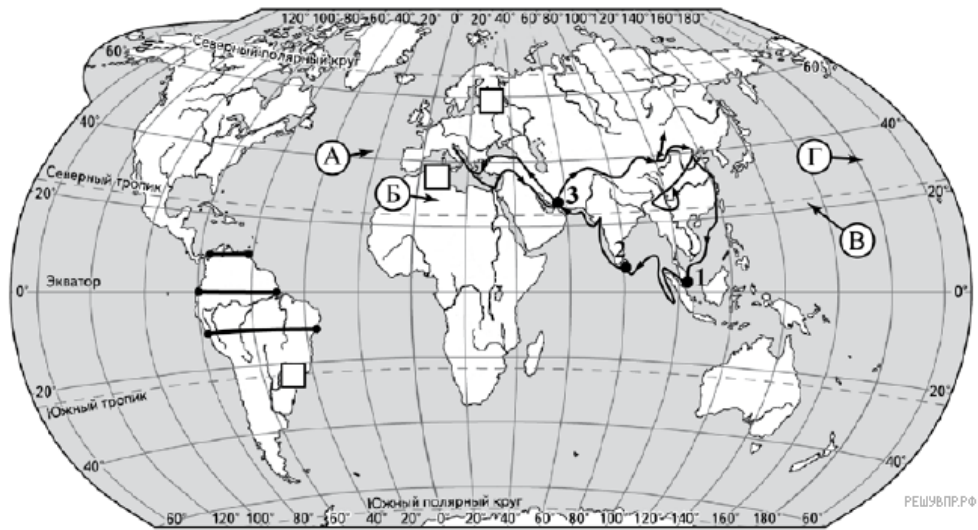 120° 100° 80° 60° 40° 20° 0° 20° 40° 60° 80° 100° 120° 140° 160° 180°
Северный полярный круг
60° 60°
40° 40°
А Г
Северный тропик
Б 3
20° 20°
В
2
Экватор
1
0° 0°
20° 20°
Южный тропик
40° 40°
Южный полярный круг
РЕШУВПР.РФ
60° 120° 100° 80° 60° 40° 20° 0° 20° 40° 60° 80° 100° 120° 140° 160° 180° 60°